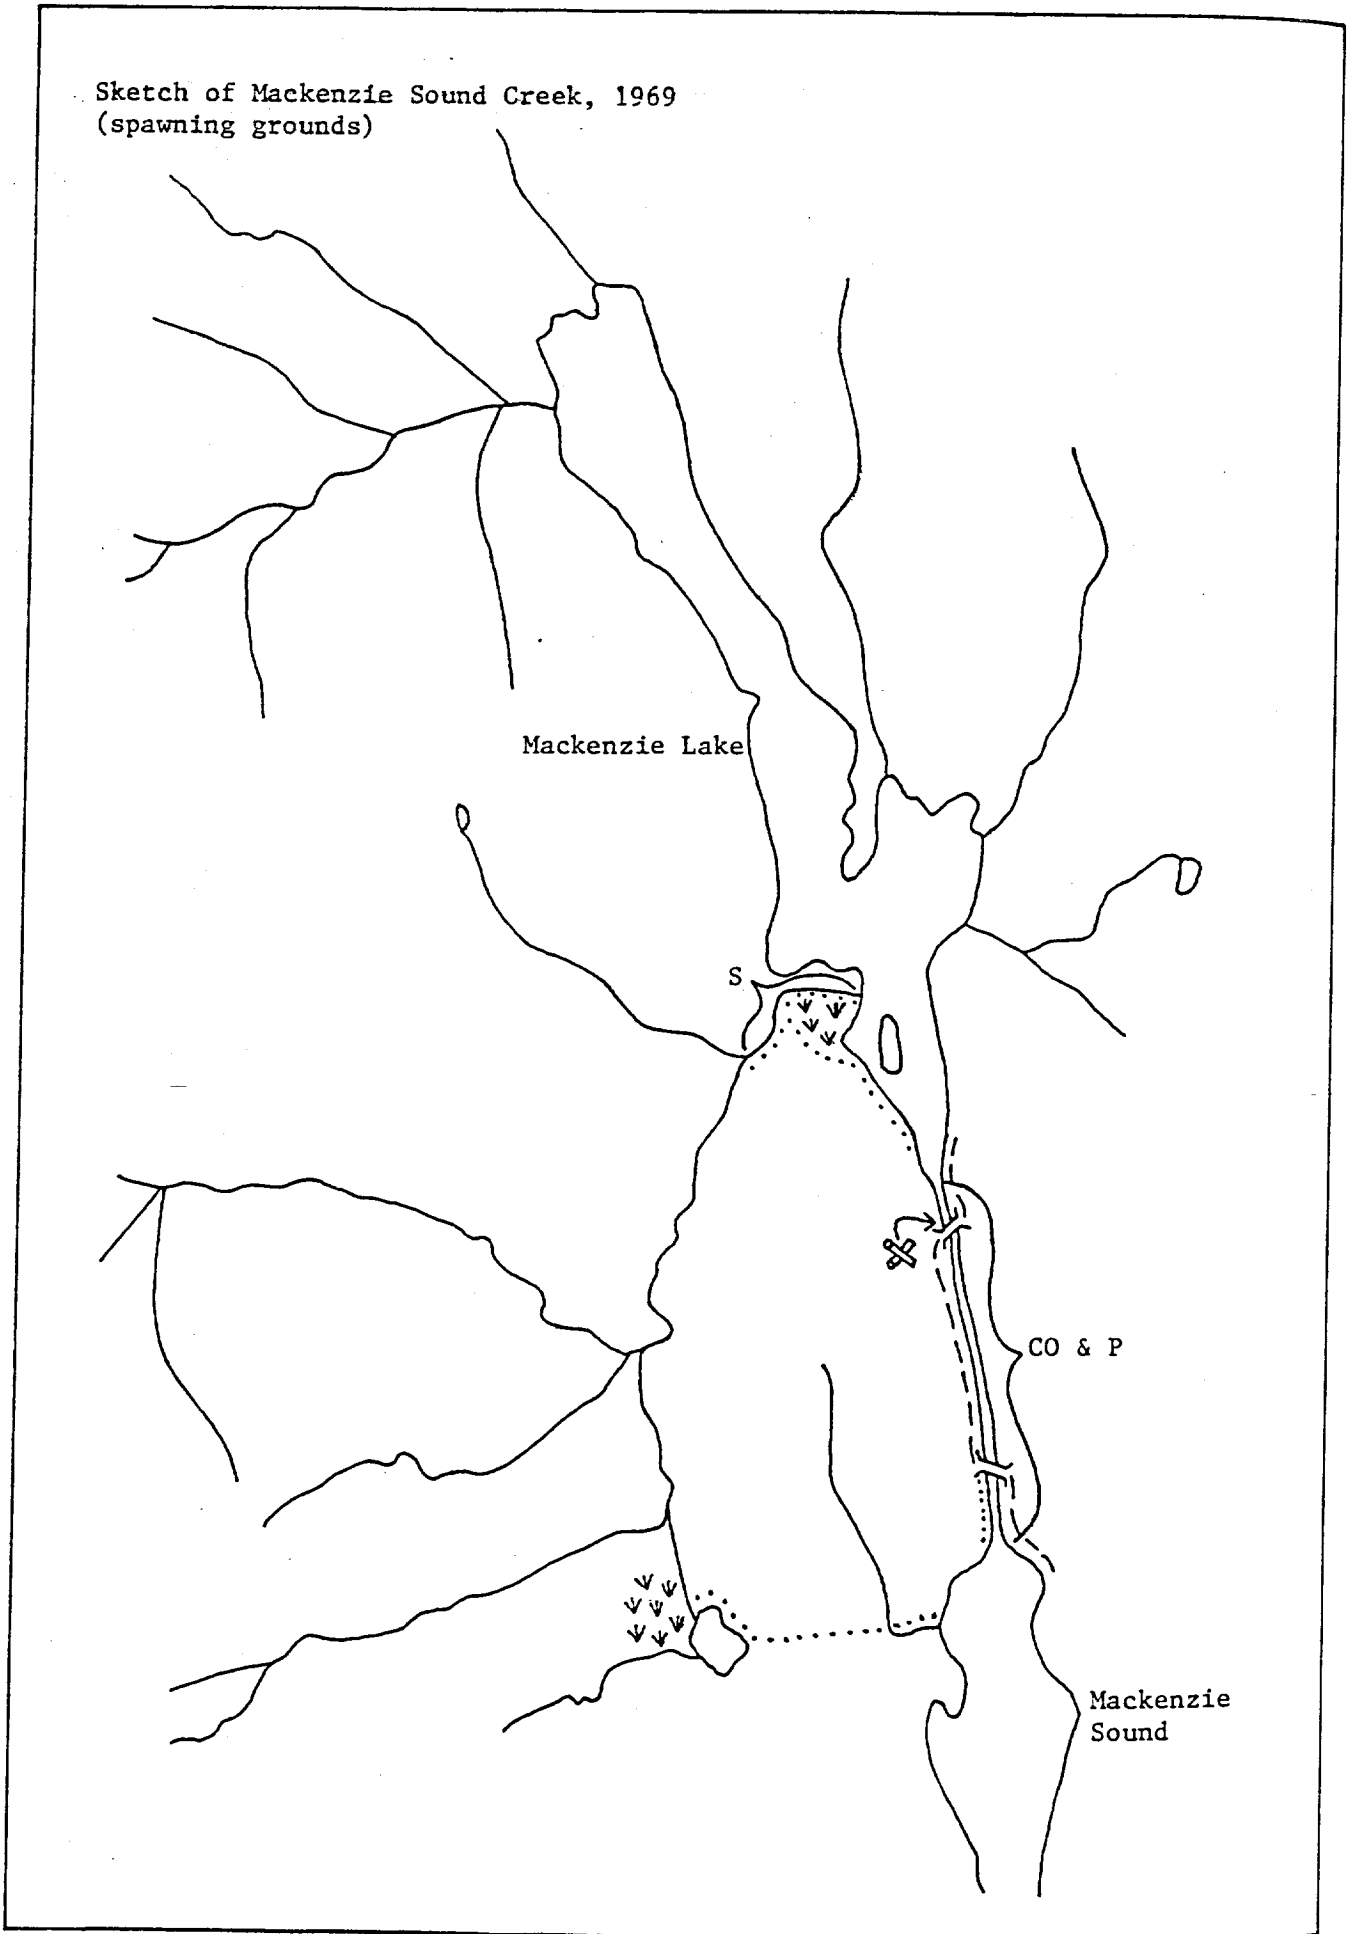 Sketch of Mackenzie Sound Creek, 1969
(spawning grounds)
Mackenzie Lake
S
CO & P
Mackenzie
Sound